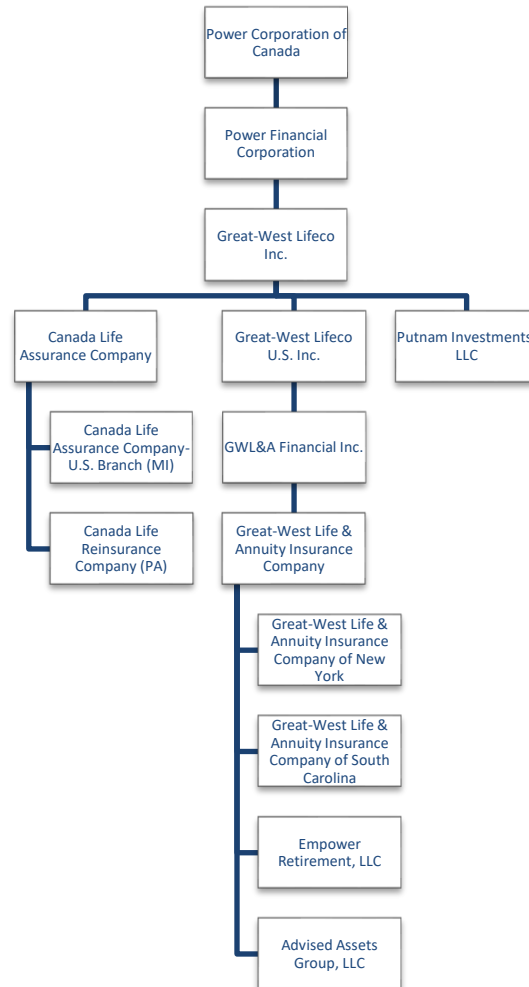 Power Corporation of
Canada
Power Financial
Corporation
Great-West Lifeco
Inc.
Canada Life
Assurance Company
Great-West Lifeco
U.S. Inc.
Putnam Investments
LLC
Canada Life
Assurance Company-
U.S. Branch (MI)
GWL&A Financial Inc.
Canada Life
Reinsurance
Company (PA)
Great-West Life &
Annuity Insurance
Company
Great-West Life &
Annuity Insurance
Company of New
York
Great-West Life &
Annuity Insurance
Company of South
Carolina
Empower
Retirement, LLC
Advised Assets
Group, LLC